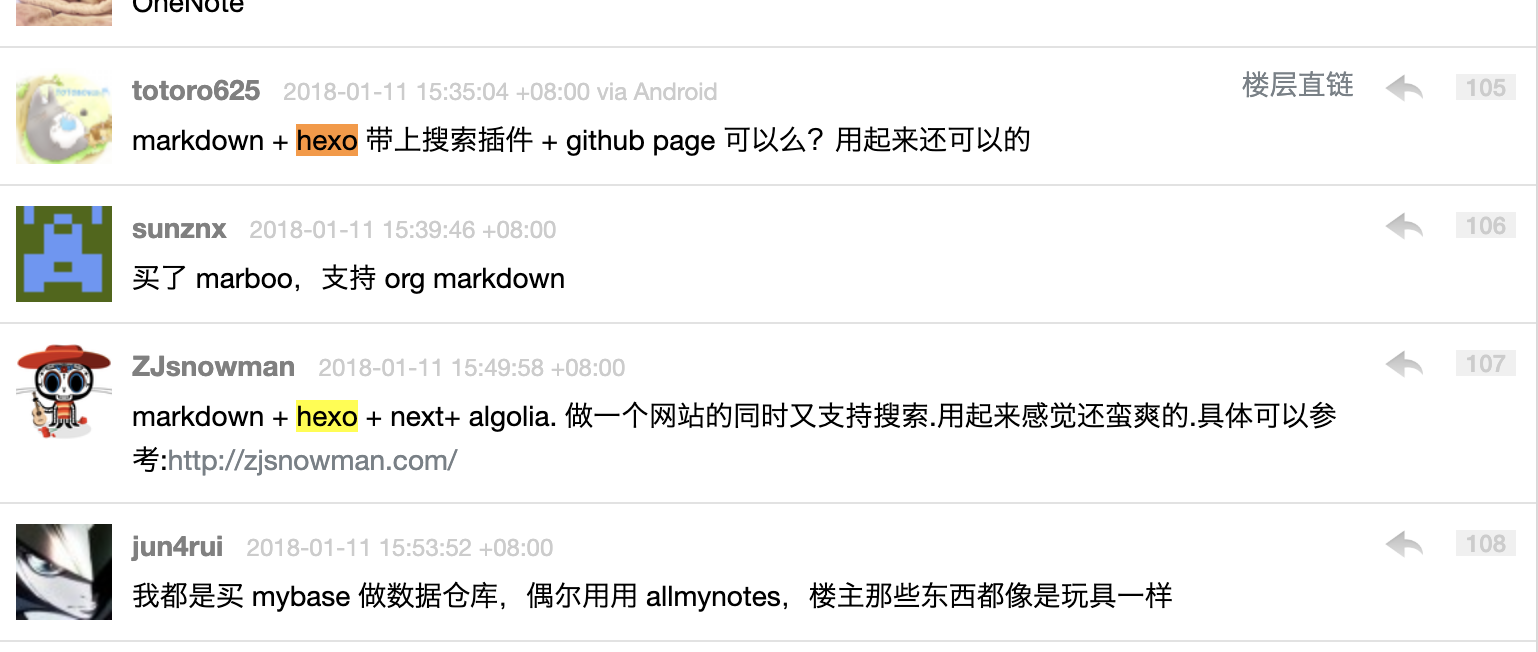 OneNote
totoro625 2018-01-11 15:35:04 +08:00 via Android 楼层直链 105
markdown + hexo 带上搜索插件 + github page 可以么？用起来还可以的
sunznx 2018-01-11 15:39:46 +08:00 106
买了 marboo，支持 org markdown
ZJsnowman 2018-01-11 15:49:58 +08:00 107
markdown + hexo + next+ algolia. 做一个网站的同时又支持搜索.用起来感觉还蛮爽的.具体可以参
考:http://zjsnowman.com/
jun4rui 2018-01-11 15:53:52 +08:00 108
我都是买 mybase 做数据仓库，偶尔用用 allmynotes，楼主那些东西都像是玩具一样